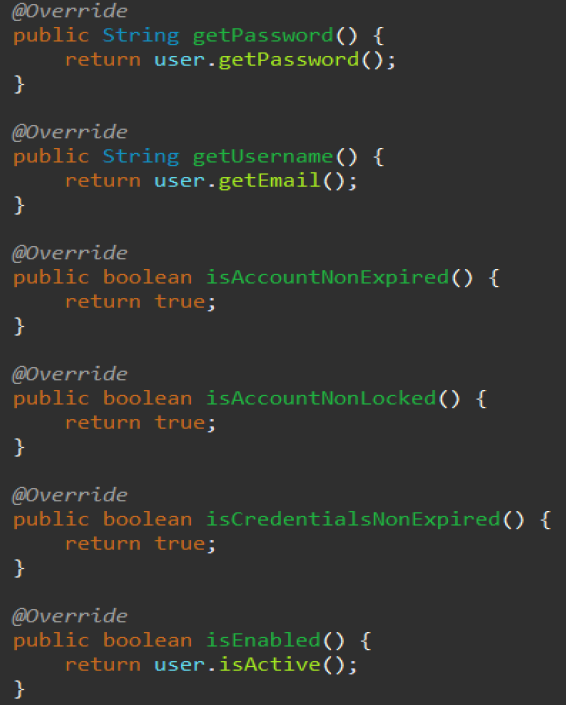 @Override
public String getPassword() {
    return user.getPassword();
}

@Override
public String getUsername() {
    return user.getEmail();
}

@Override
public boolean isAccountNonExpired() {
    return true;
}

@Override
public boolean isAccountNonLocked() {
    return true;
}

@Override
public boolean isCredentialsNonExpired() {
    return true;
}

@Override
public boolean isEnabled() {
    return user.isActive();
}